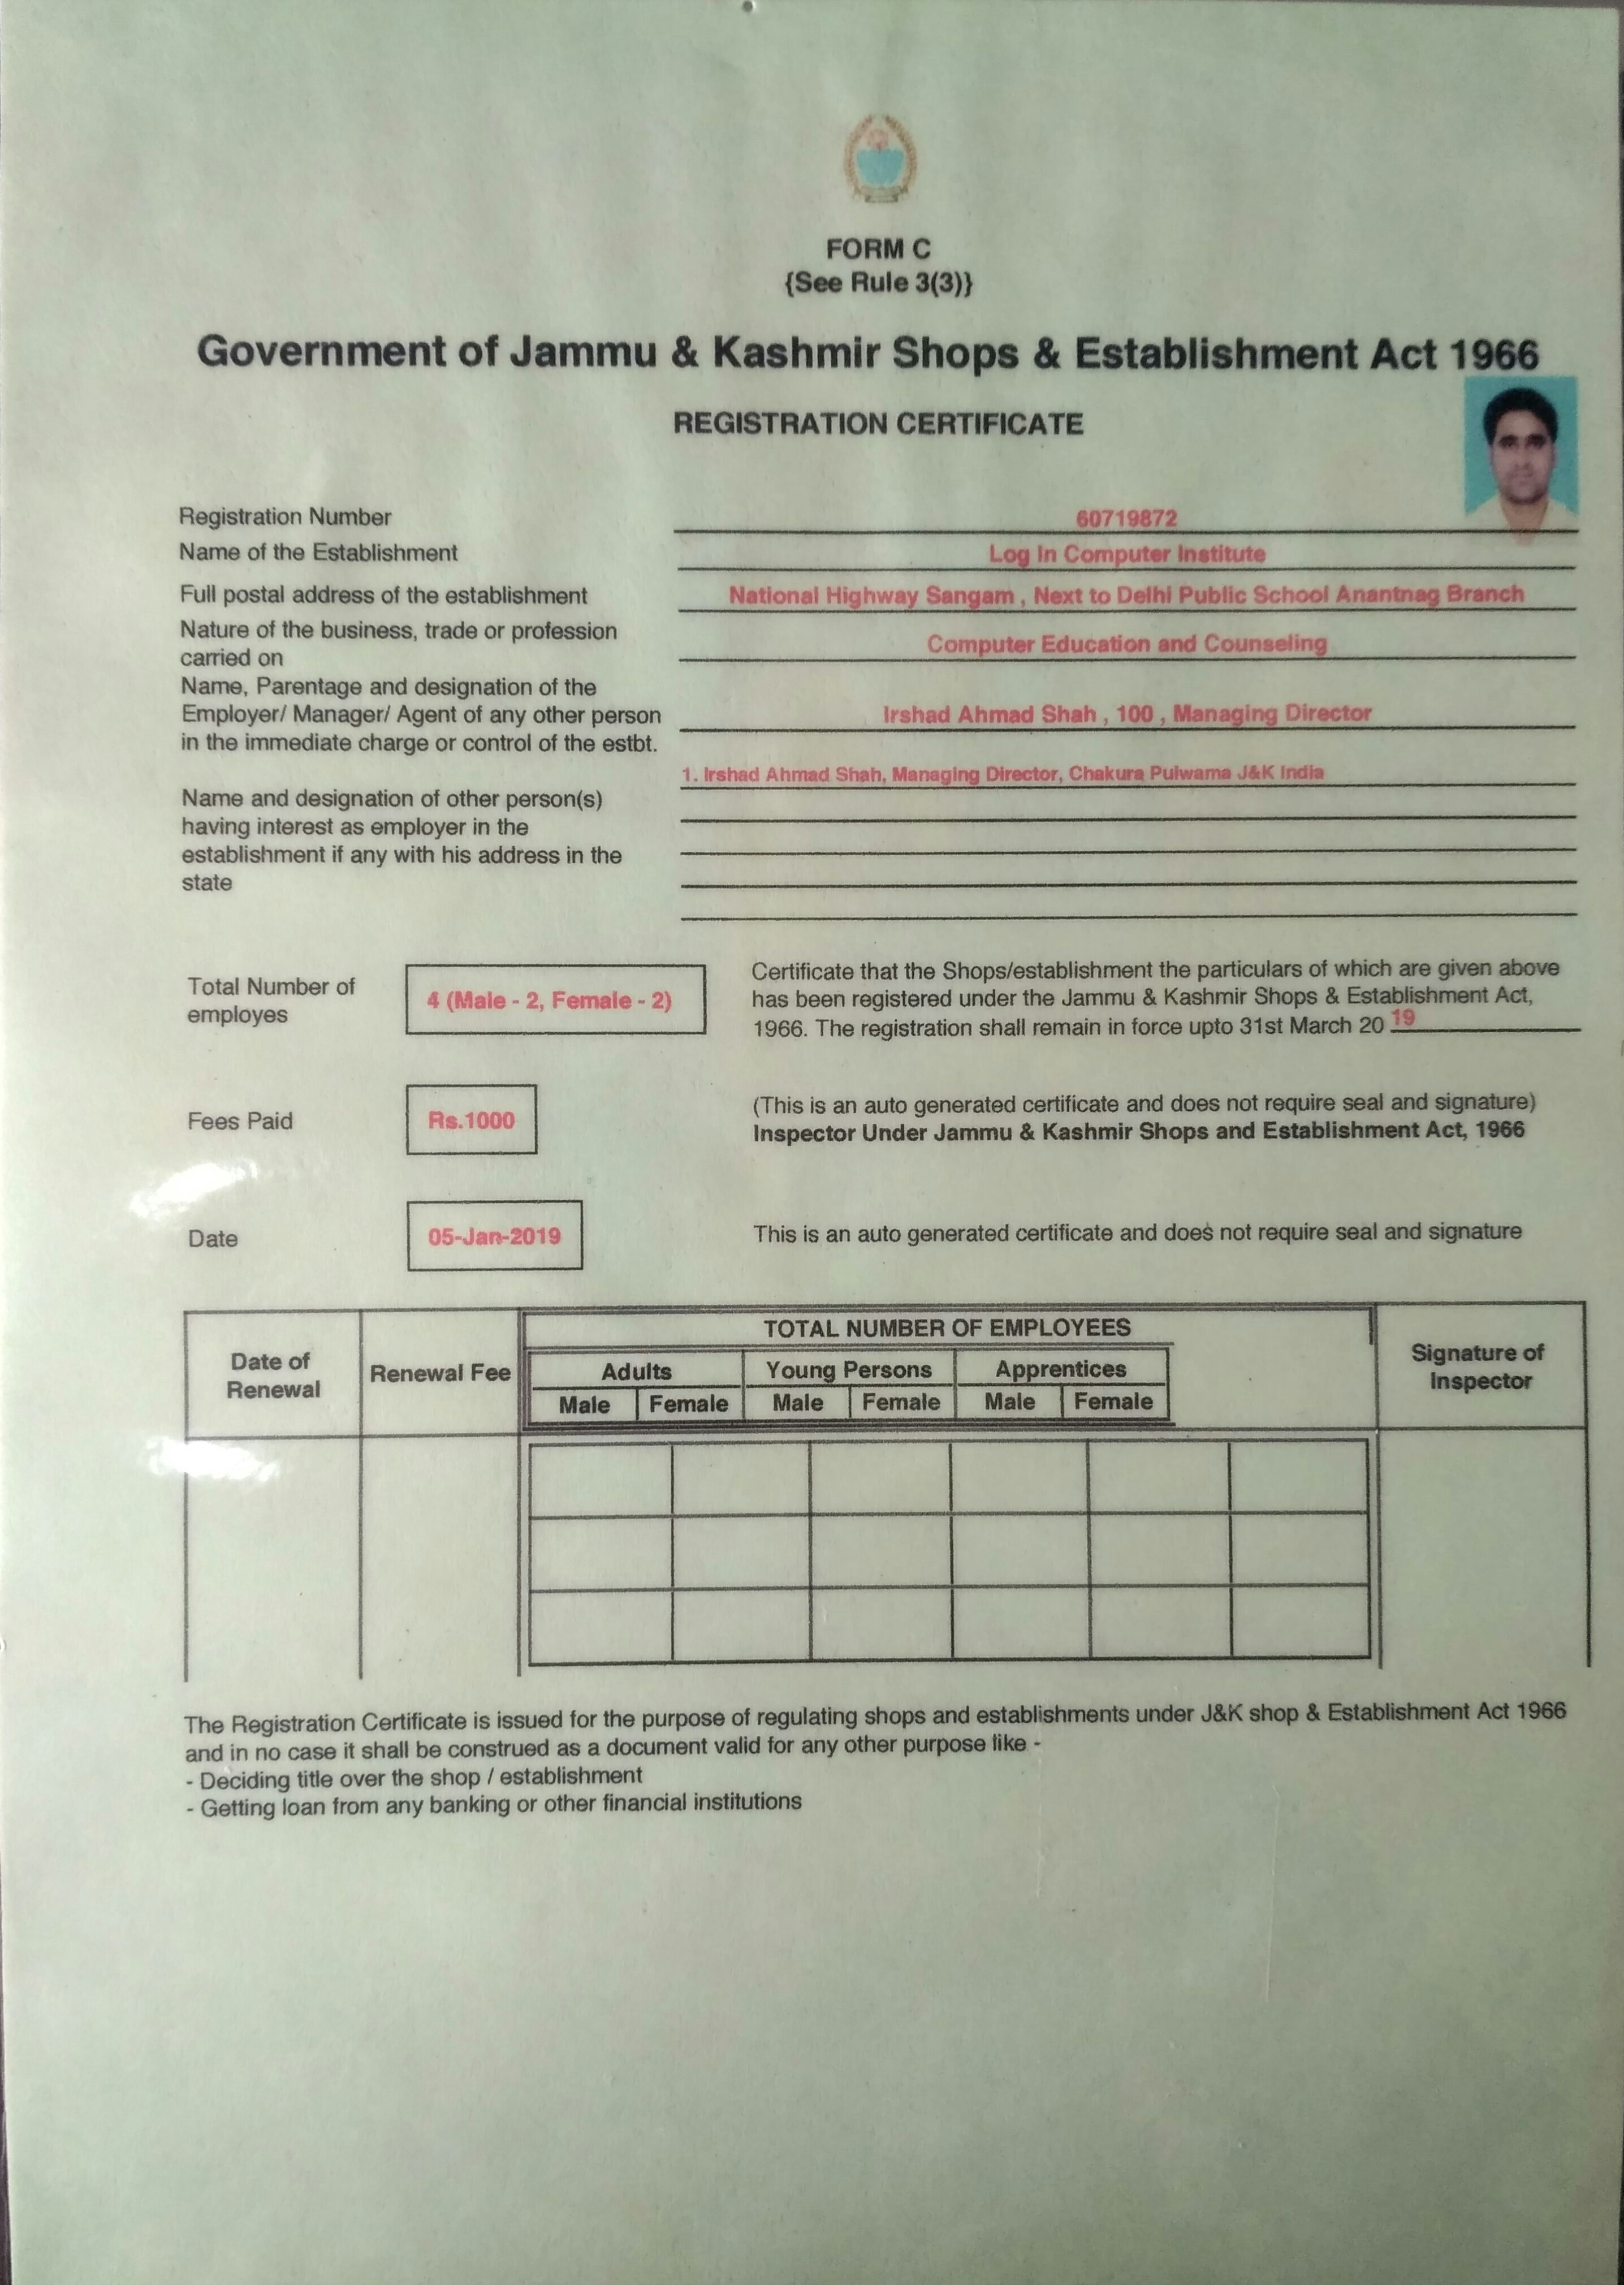 FORM C
{See Rule 3(3)}
Government of Jammu & Kashmir Shops & Establishment Act 1966
REGISTRATION CERTIFICATE
Registration Number 60719872
Name of the Establishment Log In Computer Institute
Full postal address of the establishment National Highway Sangam , Next to Delhi Public School Anantnag Branch
Nature of the business, trade or profession
carried on Computer Education and Counseling
Name, Parentage and designation of the
Employer/ Manager/ Agent of any other person Irshad Ahmad Shah , 100 , Managing Director
in the immediate charge or control of the estbt.
1. Irshad Ahmad Shah, Managing Director, Chakura Pulwama J&K India
Name and designation of other person(s)
having interest as employer in the
establishment if any with his address in the
state
Total Number of
employes
4 (Male - 2, Female - 2)
Certificate that the Shops/establishment the particulars of which are given above
has been registered under the Jammu & Kashmir Shops & Establishment Act,
1966. The registration shall remain in force upto 31st March 20 19
Fees Paid Rs.1000
(This is an auto generated certificate and does not require seal and signature)
Inspector Under Jammu & Kashmir Shops and Establishment Act, 1966
Date 05-Jan-2019
This is an auto generated certificate and does not require seal and signature
Date of
Renewal
Renewal Fee
TOTAL NUMBER OF EMPLOYEES
Adults Young Persons Apprentices
Male Female Male Female Male Female
Signature of
Inspector
The Registration Certificate is issued for the purpose of regulating shops and establishments under J&K shop & Establishment Act 1966
and in no case it shall be construed as a document valid for any other purpose like -
- Deciding title over the shop / establishment
- Getting loan from any banking or other financial institutions